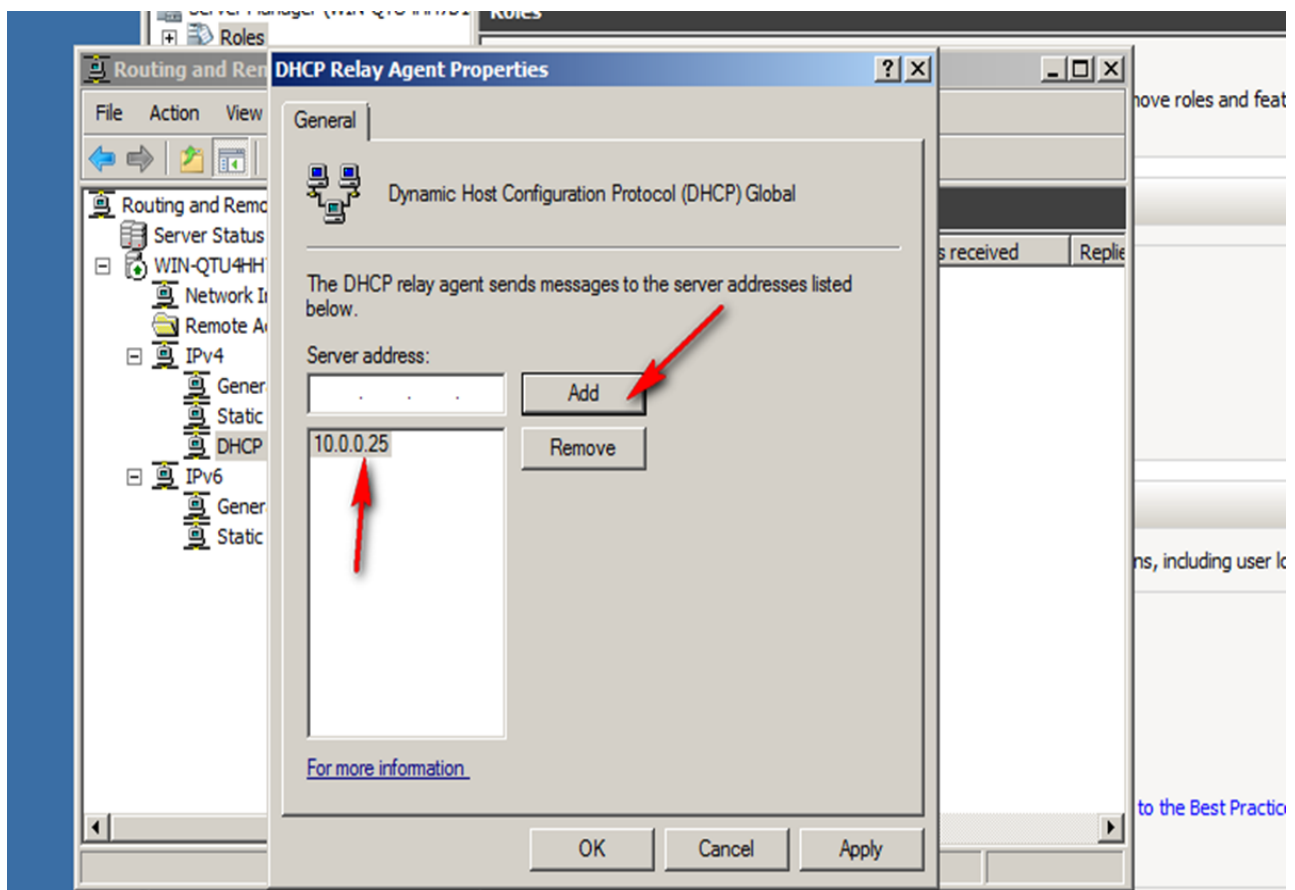 Roles
Roles
Routing and Ren
DHCP Relay Agent Properties
File Action View
General
Dynamic Host Configuration Protocol (DHCP) Global
The DHCP relay agent sends messages to the server addresses listed
below.
Server address:
. . .
Add
10.0.0.25
Remove
For more information
OK
Cancel
Apply
Routing and Remo
Server Status
WIN-QTU4HH
Network I
Remote A
IPv4
Gener
Static
DHCP
IPv6
Gener
Static
s received
Replie
nove roles and feat
ns, including user lo
to the Best Practic